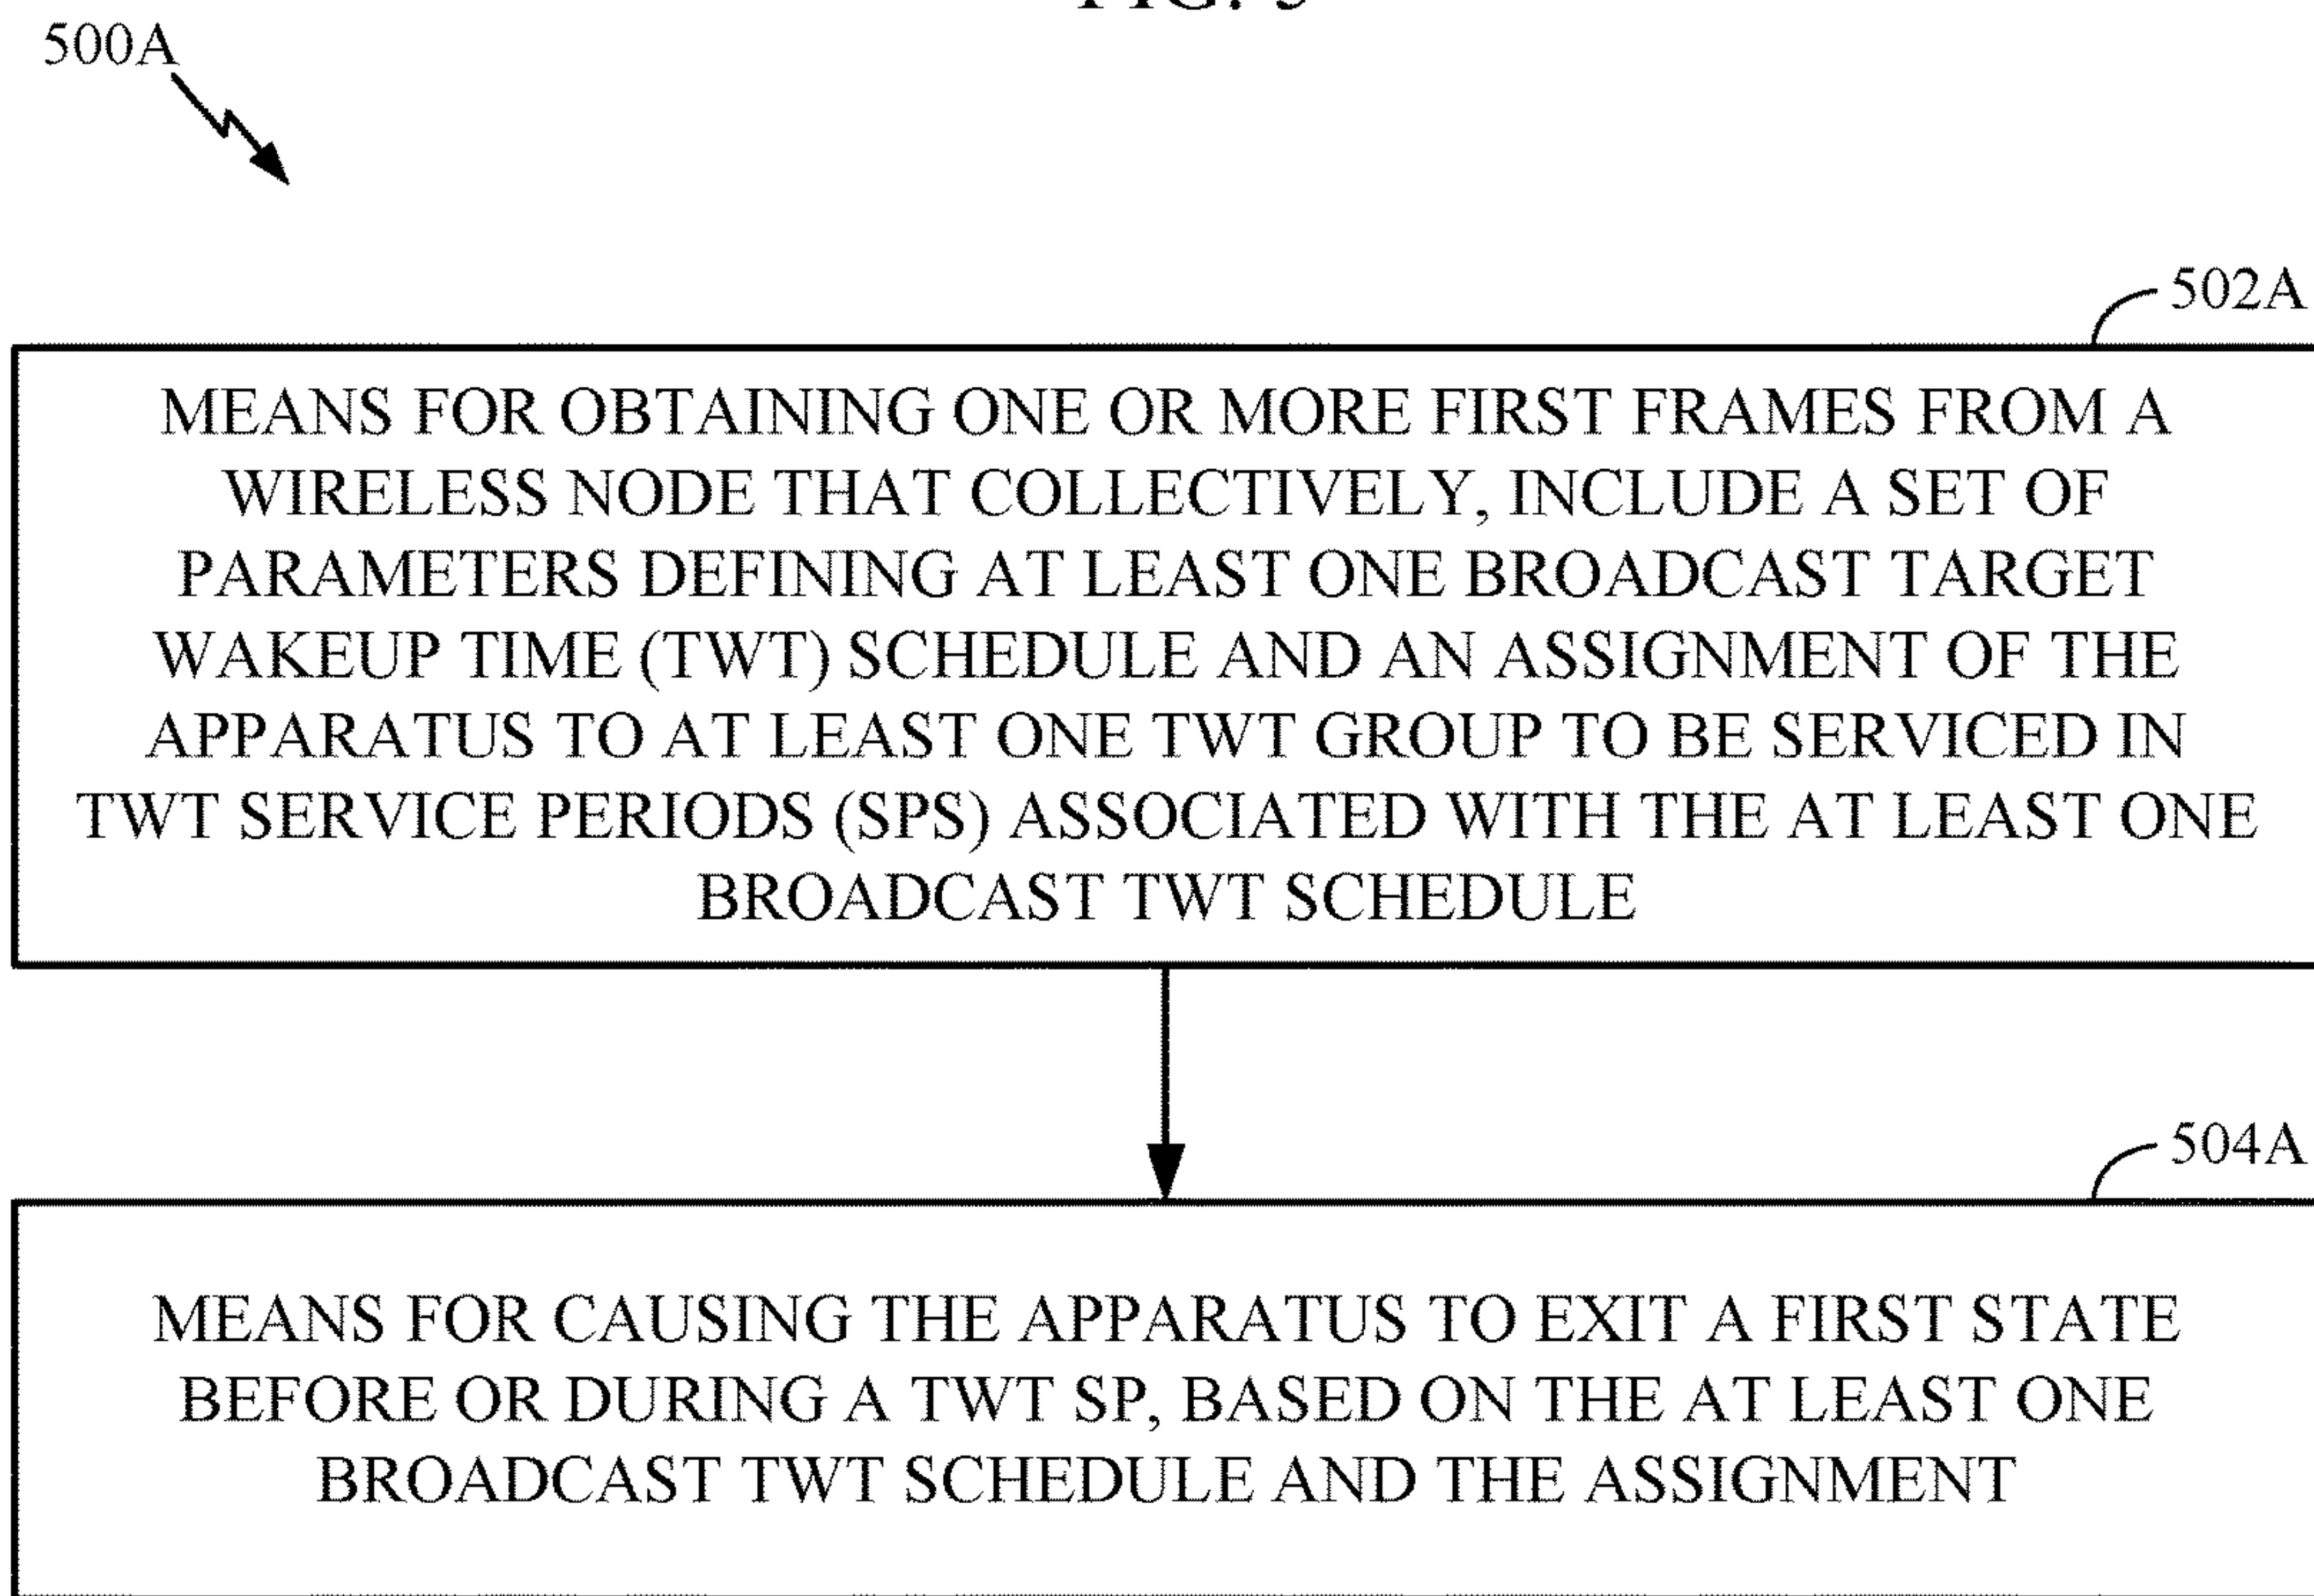 FIG. 5
500A
502A
MEANS FOR OBTAINING ONE OR MORE FIRST FRAMES FROM A
WIRELESS NODE THAT COLLECTIVELY, INCLUDE A SET OF
PARAMETERS DEFINING AT LEAST ONE BROADCAST TARGET
WAKEUP TIME (TWT) SCHEDULE AND AN ASSIGNMENT OF THE
APPARATUS TO AT LEAST ONE TWT GROUP TO BE SERVICED IN
TWT SERVICE PERIODS (SPS) ASSOCIATED WITH THE AT LEAST ONE
BROADCAST TWT SCHEDULE
504A
MEANS FOR CAUSING THE APPARATUS TO EXIT A FIRST STATE
BEFORE OR DURING A TWT SP, BASED ON THE AT LEAST ONE
BROADCAST TWT SCHEDULE AND THE ASSIGNMENT